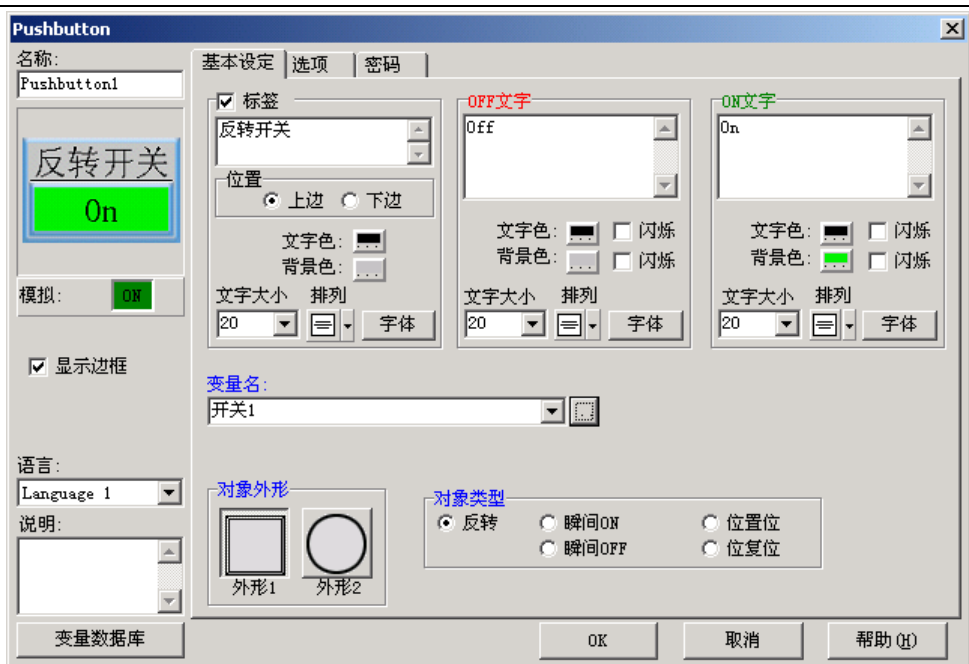 Pushbutton
名称:
Pushbutton1
反转开关
On
模拟:
ON
显示边框
语言:
Language 1
说明:
变量数据库
基本设定
选项
密码
标签
反转开关
位置
上边
下边
文字色:
背景色:
文字大小
排列
20
字体
OFF文字
Off
文字色:
闪烁
背景色:
闪烁
文字大小
排列
20
字体
ON文字
On
文字色:
闪烁
背景色:
闪烁
文字大小
排列
20
字体
变量名:
开关1
对象外形
外形1
外形2
对象类型
反转
瞬间ON
位置位
瞬间OFF
位复位
OK
取消
帮助(H)